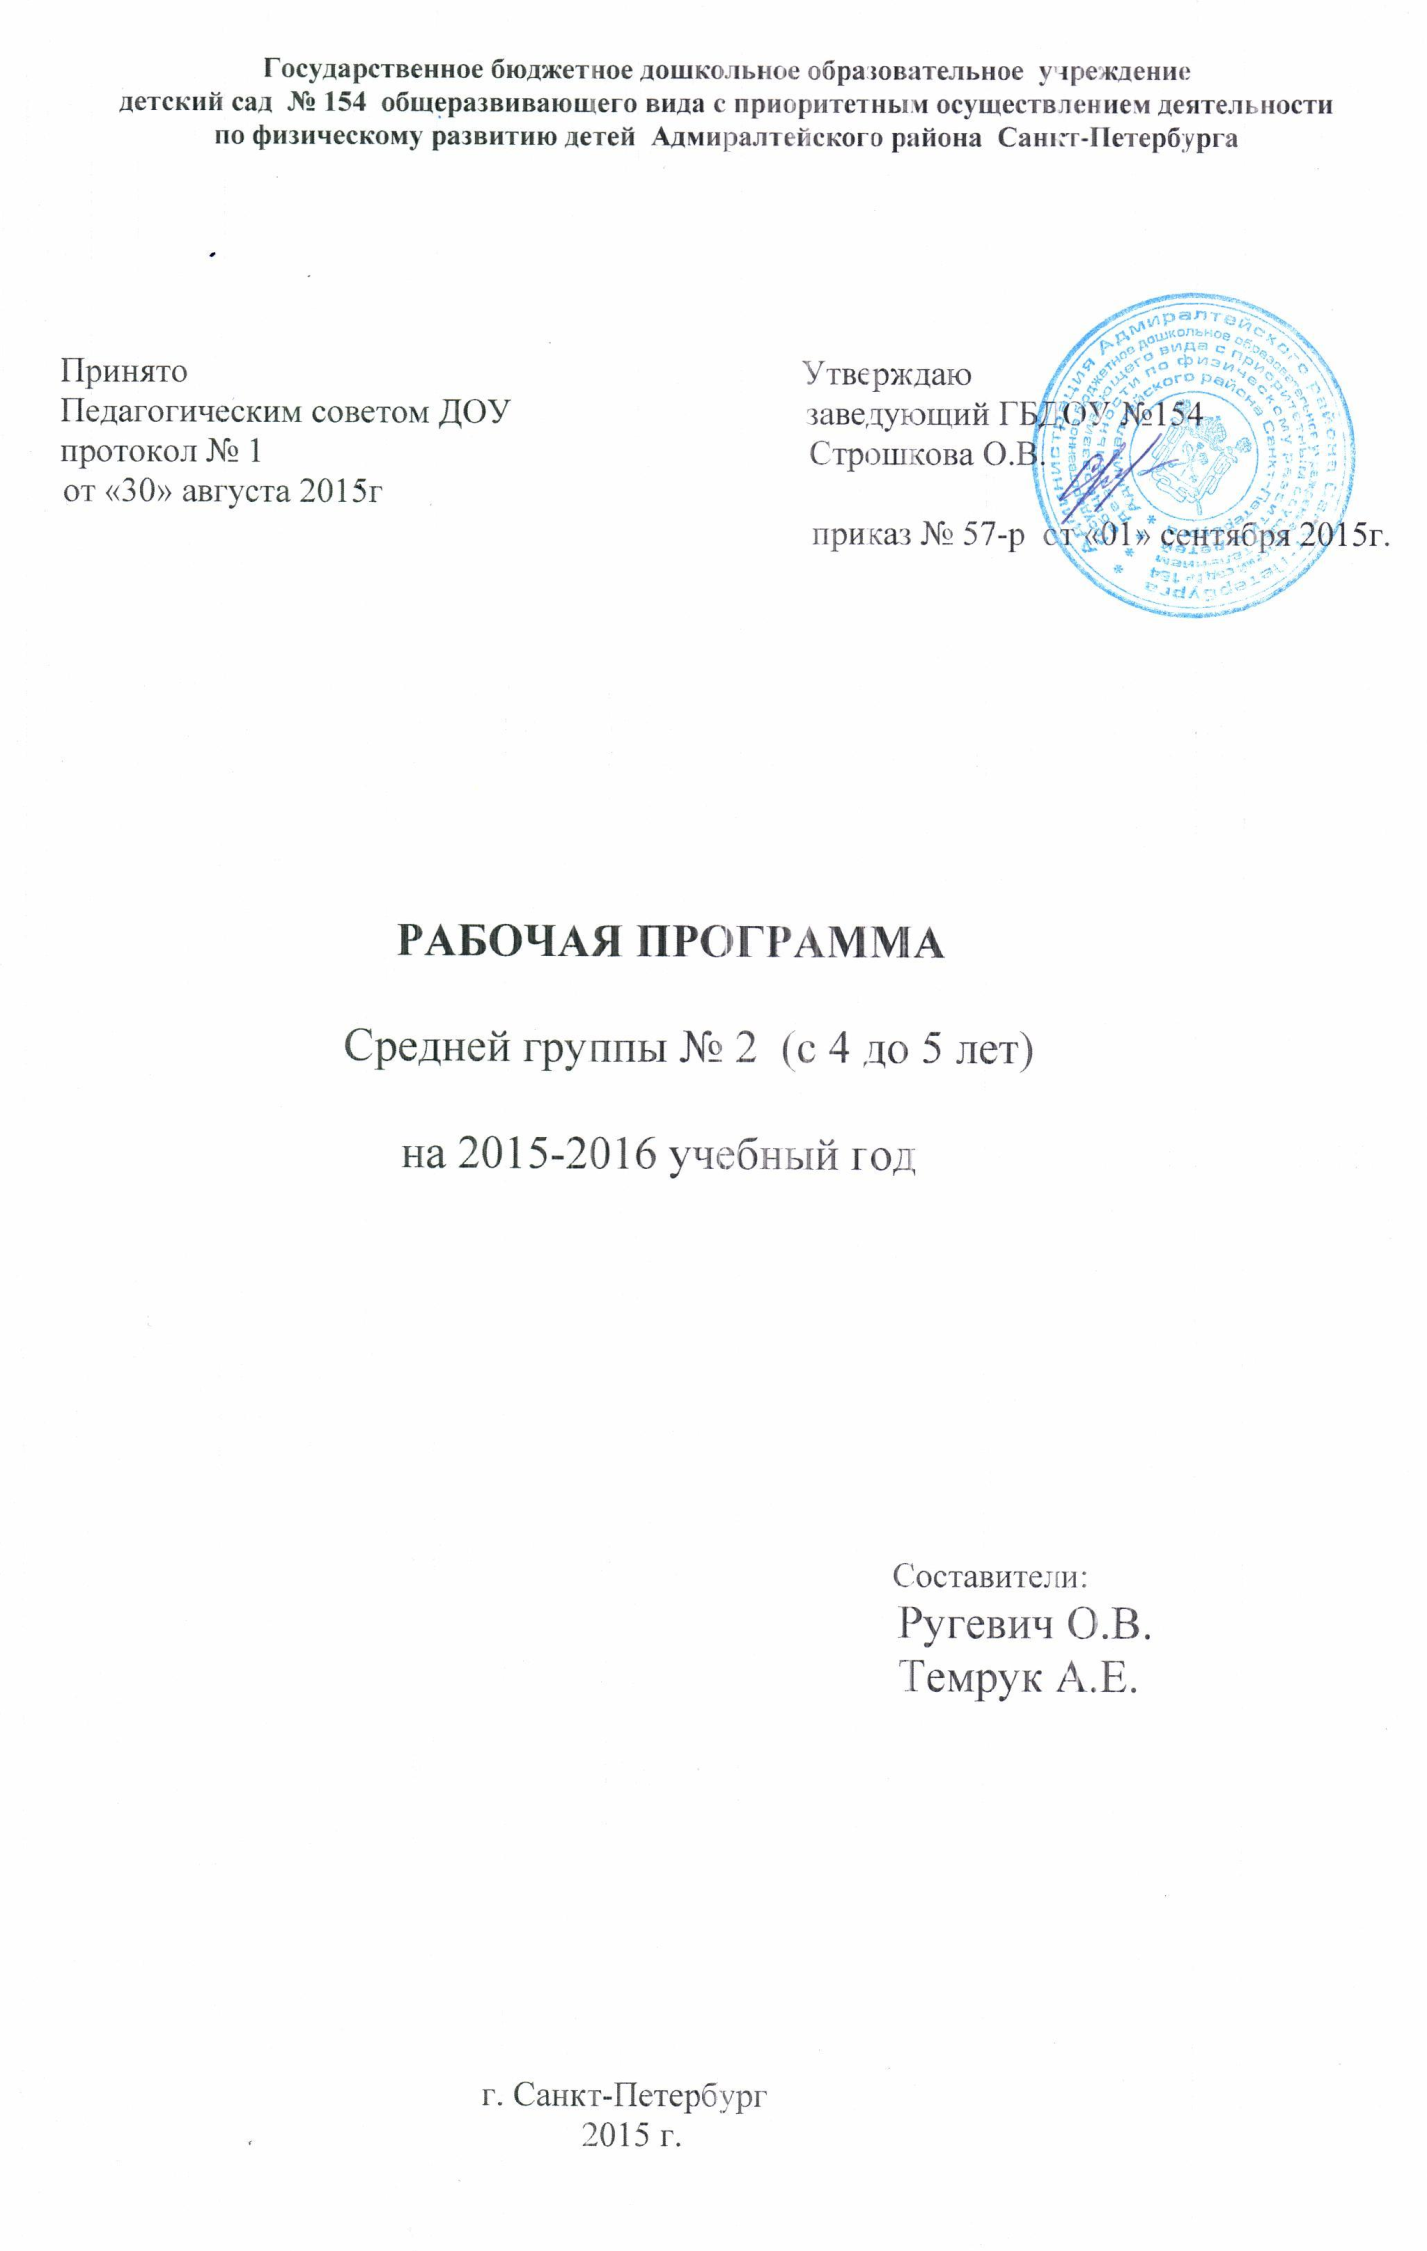 Государственное бюджетное дошкольное образовательное учреждение
детский сад № 154 общеразвивающего вида с приоритетным осуществлением деятельности
по физическому развитию детей Адмиралтейского района Санкт-Петербурга
Принято
Педагогическим советом ДОУ
протокол № 1
от «30» августа 2015г
Утверждаю
заведующий ГБДОУ №154
Строшкова О.В.
приказ № 57-р от «01» сентября 2015г.
РАБОЧАЯ ПРОГРАММА
Средней группы № 2 (с 4 до 5 лет)
на 2015-2016 учебный год
Составители:
Ругевич О.В.
Темрук А.Е.
г. Санкт-Петербург
2015 г.